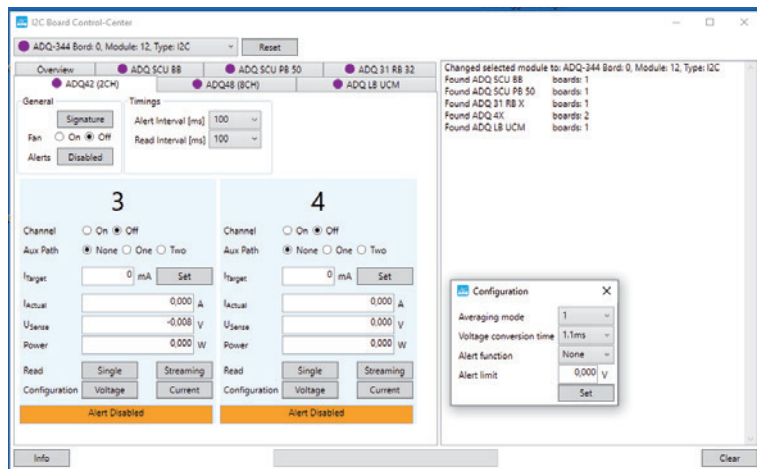 I2C Board Control-Center
ADQ-344 Bord: 0, Module: 12, Type: I2C
Reset
Overview ADQ SCU BB ADQ SCU PB 50 ADQ 31 RB 32
ADQ42 (2CH) ADQ48 (8CH) ADQ LB UCM
General Timings
Signature Alert Interval [ms] 100
Fan On Off Read Interval [ms] 100
Alerts Disabled
3 4
Channel On Off Channel On Off
Aux Path None One Two Aux Path None One Two
ITarget 0 mA Set ITarget 0 mA Set
IActual 0,000 A IActual 0,000 A
USense -0,008 V USense 0,000 V
Power 0,000 W Power 0,000 W
Read Single Streaming Read Single Streaming
Configuration Voltage Current Configuration Voltage Current
Alert Disabled Alert Disabled
Info
Changed selected module to: ADQ-344 Bord: 0, Module: 12, Type: I2C
Found ADQ SCU BB boards: 1
Found ADQ SCU PB 50 boards: 1
Found ADQ 31 RB X boards: 1
Found ADQ 4X boards: 2
Found ADQ LB UCM boards: 1
Configuration
Averaging mode 1
Voltage conversion time 1.1ms
Alert function None
Alert limit 0,000 V
Set
Clear